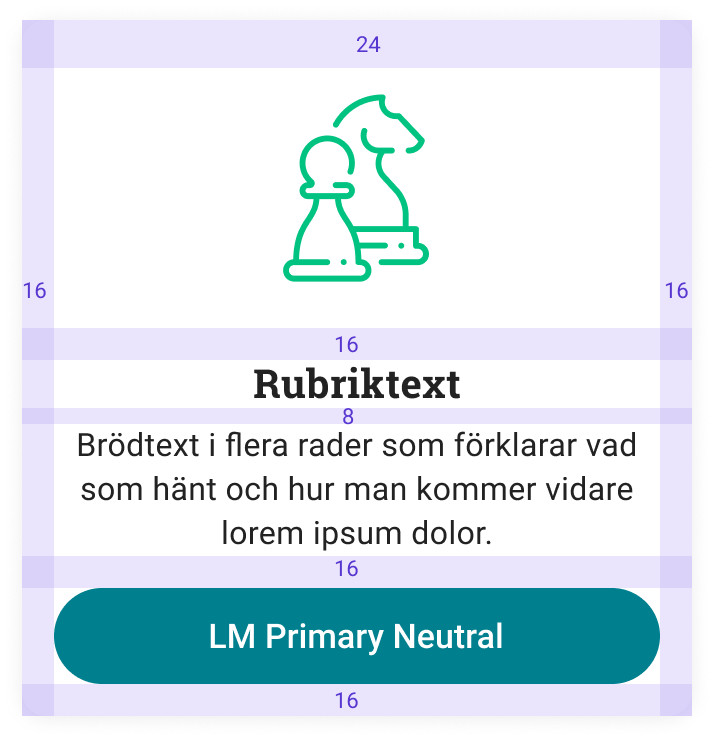 24
16
16
16
Rubriktext
8
Brödtext i flera rader som förklarar vad
som hänt och hur man kommer vidare
lorem ipsum dolor.
16
LM Primary Neutral
16